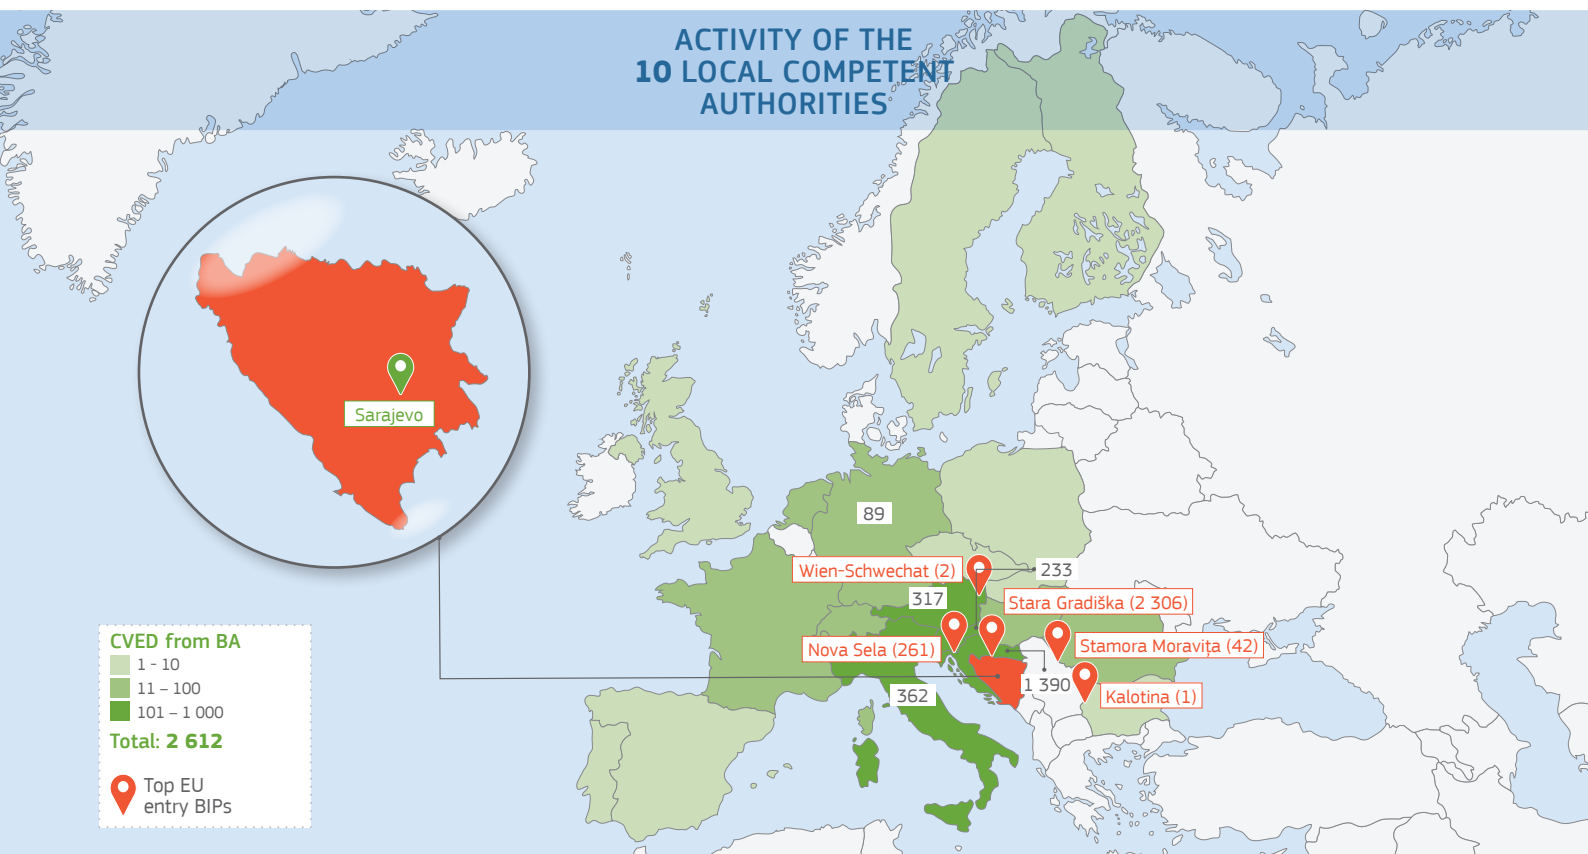 ACTIVITY OF THE
10 LOCAL COMPETENT
AUTHORITIES
Sarajevo
89
Wien-Schwechat (2)
233
317
Stara Gradiška (2 306)
Nova Sela (261)
Stamora Moravița (42)
1 390
362
Kalotina (1)
CVED from BA
1 - 10
11 – 100
101 – 1 000
Total: 2 612
Top EU
entry BIPs